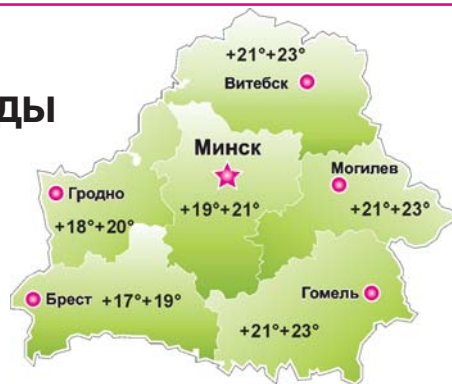 ды
+21°+23°
Витебск
Минск
+19°+21°
Могилев
+21°+23°
Гродно
+18°+20°
Брест +17°+19°
Гомель
+21°+23°